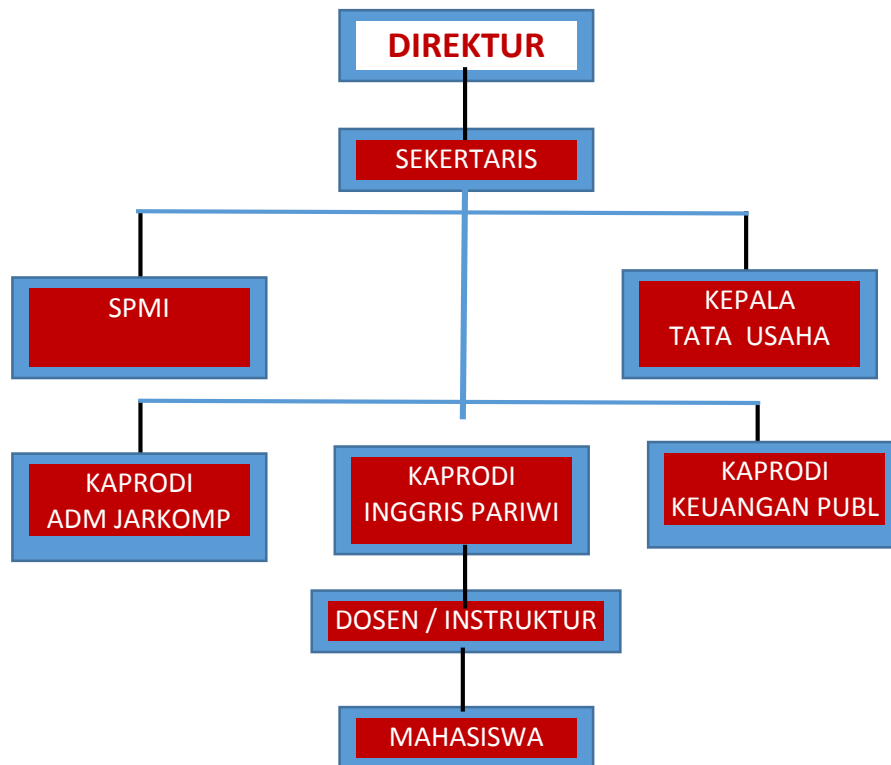 DIREKTUR
SEKERTARIS
SPMI
KEPALA
TATA USAHA
KAPRODI
ADM JARKOMP
KAPRODI
INGGRIS PARIWI
KAPRODI
KEUANGAN PUBL
DOSEN / INSTRUKTUR
MAHASISWA